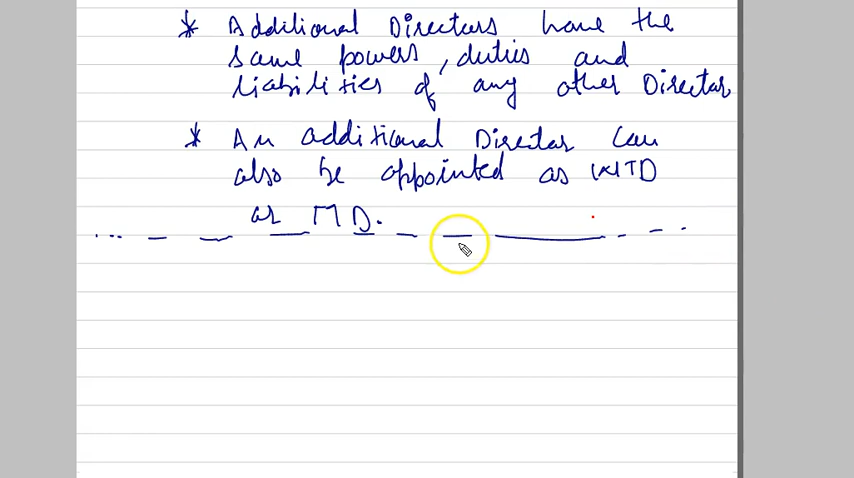 * Additional Directors have the
same powers, duties and
liabilities of any other Director
* An additional Director can
also be appointed as WTD
or MD.